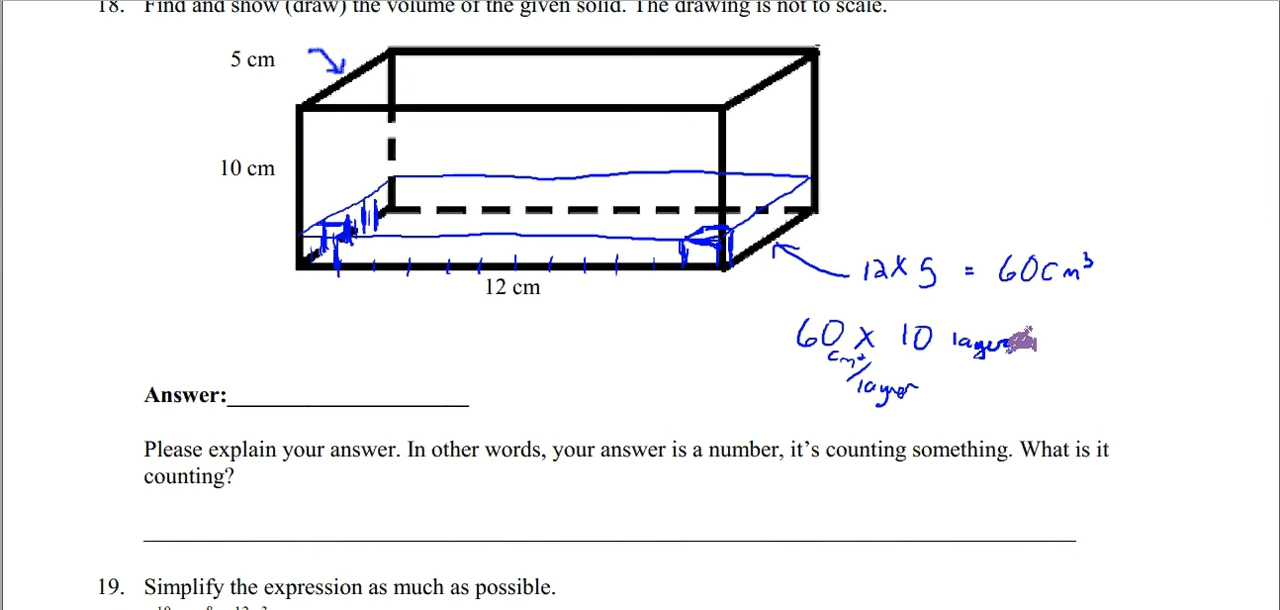 18. Find and show (draw) the volume of the given solid. The drawing is not to scale.
5 cm
10 cm
12 cm
12 x 5 = 60 cm³
60 x 10 layers
cm³/
layer
Answer:
Please explain your answer. In other words, your answer is a number, it’s counting something. What is it
counting?
19. Simplify the expression as much as possible.